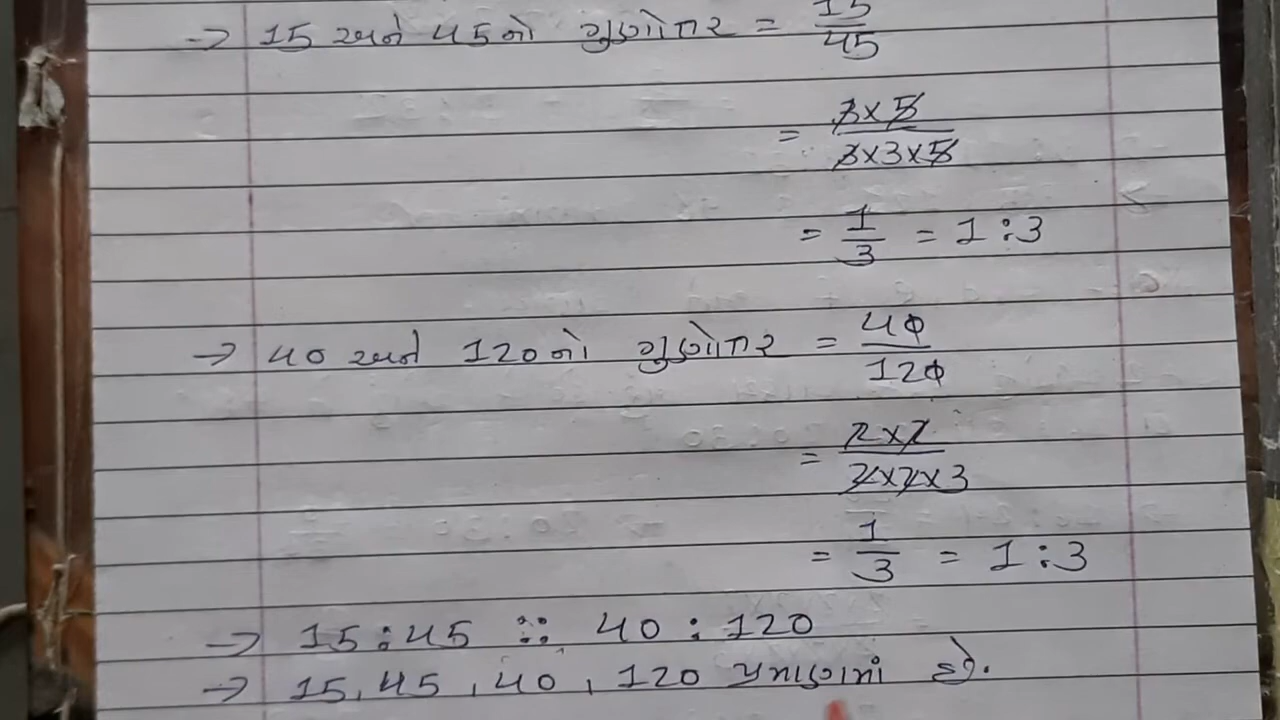 → 15 અને 45નો ગુણોત્તર = 15/45
= 3×5/3×3×5
= 1/3 = 1:3
→ 40 અને 120નો ગુણોત્તર = 40/120
= 2×2/2×2×3
= 1/3 = 1:3
→ 15:45 :: 40:120
→ 15, 45, 40, 120 પ્રમાણમાં છે.